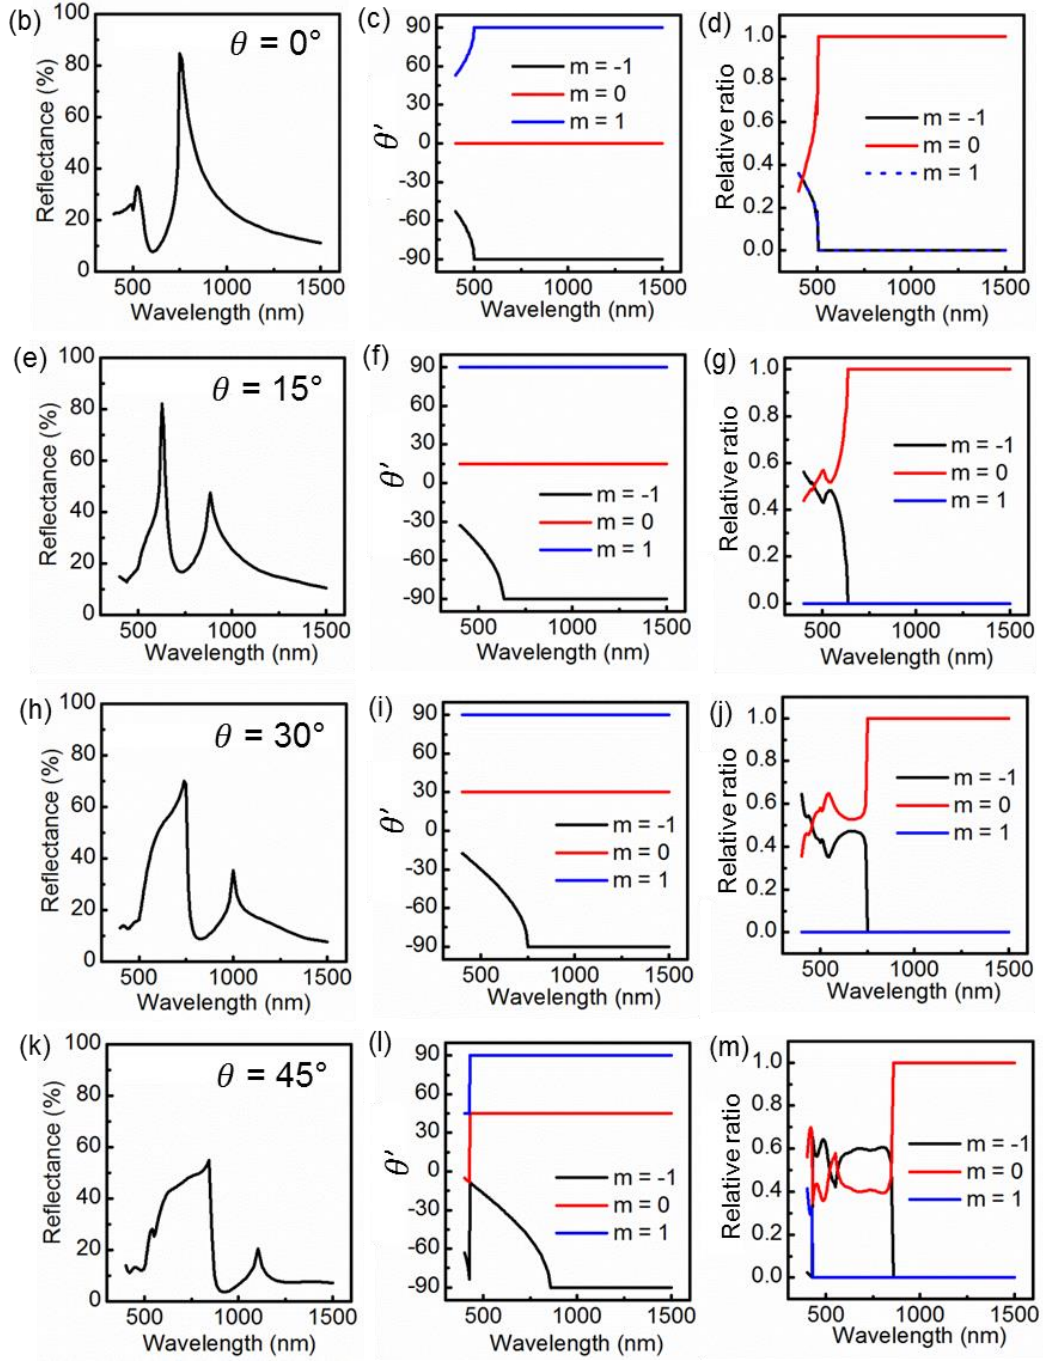 (b)
100
80
60
40
20
0
Reflectance (%)
θ = 0°
500 1000 1500
Wavelength (nm)
(c)
90
60
30
0
-30
-60
-90
θ'
m = -1
m = 0
m = 1
500 1000 1500
Wavelength (nm)
(d)
1.0
0.8
0.6
0.4
0.2
0.0
Relative ratio
m = -1
m = 0
m = 1
500 1000 1500
Wavelength (nm)
(e)
100
80
60
40
20
0
Reflectance (%)
θ = 15°
500 1000 1500
Wavelength (nm)
(f)
90
60
30
0
-30
-60
-90
θ'
m = -1
m = 0
m = 1
500 1000 1500
Wavelength (nm)
(g)
1.0
0.8
0.6
0.4
0.2
0.0
Relative ratio
m = -1
m = 0
m = 1
500 1000 1500
Wavelength (nm)
(h)
100
80
60
40
20
0
Reflectance (%)
θ = 30°
500 1000 1500
Wavelength (nm)
(i)
90
60
30
0
-30
-60
-90
θ'
m = -1
m = 0
m = 1
500 1000 1500
Wavelength (nm)
(j)
1.0
0.8
0.6
0.4
0.2
0.0
Relative ratio
m = -1
m = 0
m = 1
500 1000 1500
Wavelength (nm)
(k)
100
80
60
40
20
0
Reflectance (%)
θ = 45°
500 1000 1500
Wavelength (nm)
(l)
90
60
30
0
-30
-60
-90
θ'
m = -1
m = 0
m = 1
500 1000 1500
Wavelength (nm)
(m)
1.0
0.8
0.6
0.4
0.2
0.0
Relative ratio
m = -1
m = 0
m = 1
500 1000 1500
Wavelength (nm)